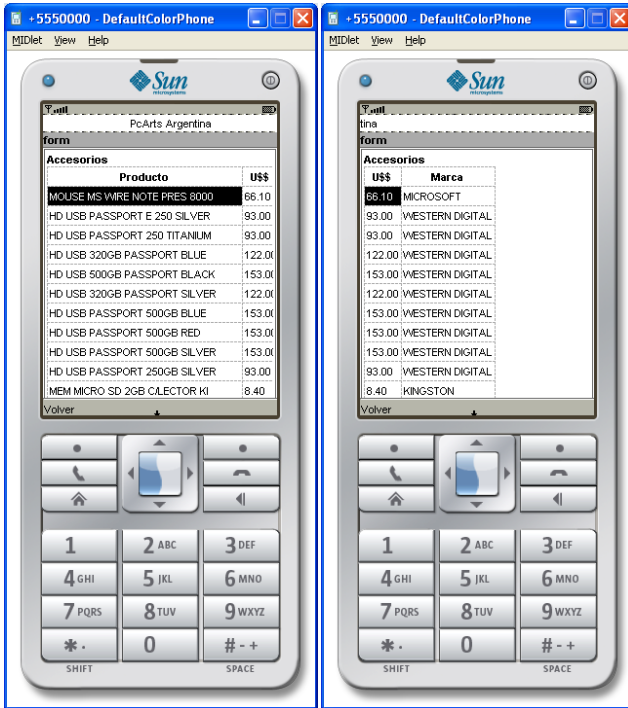 +5550000 - DefaultColorPhone
MIDlet View Help
Sun
microsystems
PcArts Argentina
form
Accesorios
Producto U$$
MOUSE MS WIRE NOTE PRES 8000 66.10
HD USB PASSPORT E 250 SILVER 93.00
HD USB PASSPORT 250 TITANIUM 93.00
HD USB 320GB PASSPORT BLUE 122.00
HD USB 500GB PASSPORT BLACK 153.00
HD USB 320GB PASSPORT SILVER 122.00
HD USB PASSPORT 500GB BLUE 153.00
HD USB PASSPORT 500GB RED 153.00
HD USB PASSPORT 500GB SILVER 153.00
HD USB PASSPORT 250GB SILVER 93.00
MEM MICRO SD 2GB C/LECTOR KI 8.40
Volver
1 2 ABC 3 DEF
4 GHI 5 JKL 6 MNO
7 PQRS 8 TUV 9 WXYZ
* . 0 # - +
SHIFT SPACE
+5550000 - DefaultColorPhone
MIDlet View Help
Sun
microsystems
tina
form
Accesorios
U$$ Marca
66.10 MICROSOFT
93.00 WESTERN DIGITAL
93.00 WESTERN DIGITAL
122.00 WESTERN DIGITAL
153.00 WESTERN DIGITAL
122.00 WESTERN DIGITAL
153.00 WESTERN DIGITAL
153.00 WESTERN DIGITAL
153.00 WESTERN DIGITAL
93.00 WESTERN DIGITAL
8.40 KINGSTON
Volver
1 2 ABC 3 DEF
4 GHI 5 JKL 6 MNO
7 PQRS 8 TUV 9 WXYZ
* . 0 # - +
SHIFT SPACE